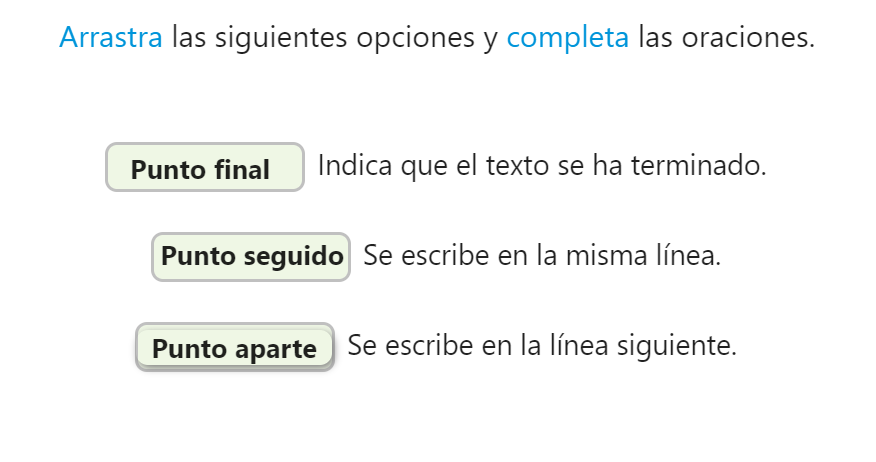 Arrastra las siguientes opciones y completa las oraciones.
Punto final Indica que el texto se ha terminado.
Punto seguido Se escribe en la misma línea.
Punto aparte Se escribe en la línea siguiente.